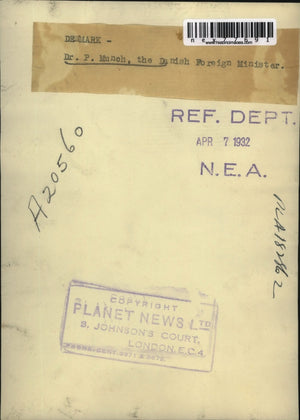 DENMARK -
Dr. P. Munch, the Danish Foreign Minister.
REF. DEPT.
APR 7 1932
N.E.A.
A20560
COPYRIGHT
PLANET NEWS LTD
8, JOHNSON'S COURT,
LONDON. E.C.4.